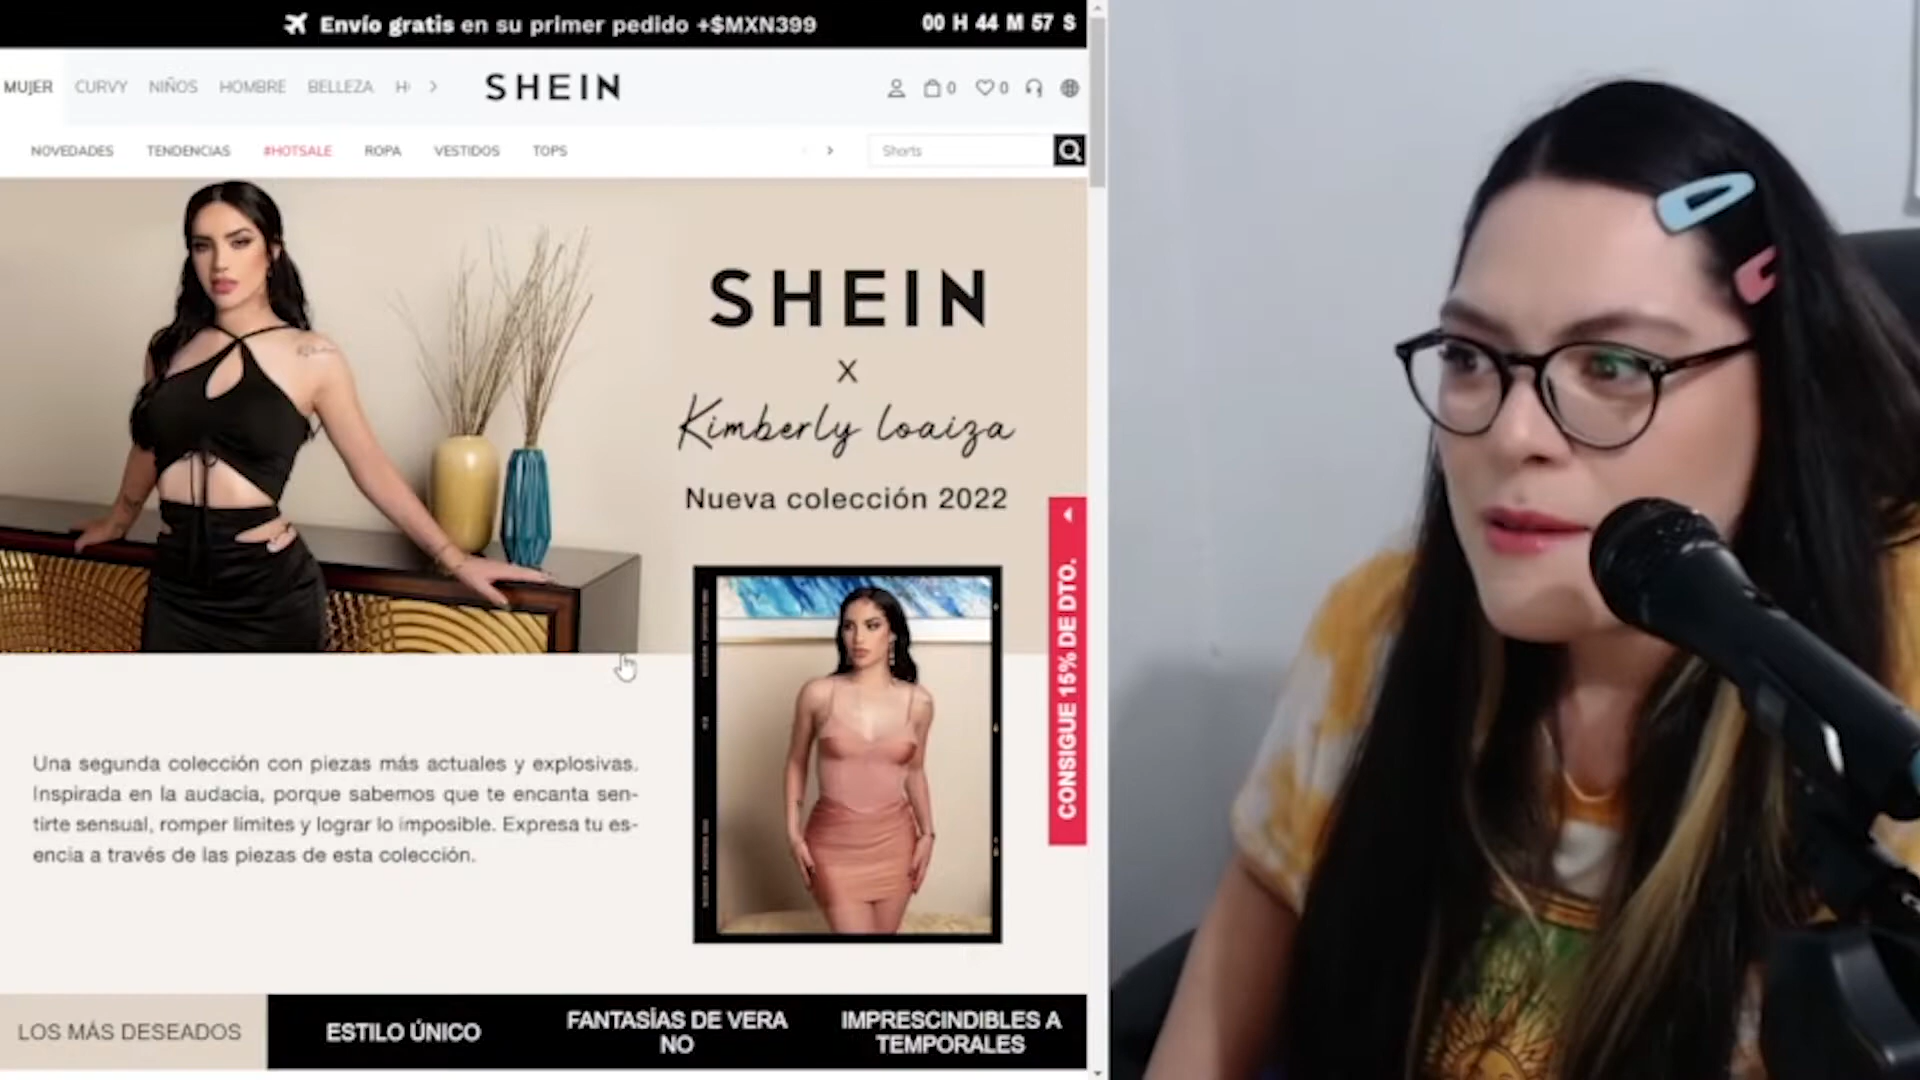 Envío gratis en su primer pedido +$MXN399
00 H 44 M 57 S
MUJER CURVY NIÑOS HOMBRE BELLEZA
SHEIN
0 0
NOVEDADES TENDENCIAS #HOTSALE ROPA VESTIDOS TOPS
Shorts
SHEIN
X
Kimberly loaiza
Nueva colección 2022
CONSIGUE 15% DE DTO.
Una segunda colección con piezas más actuales y explosivas.
Inspirada en la audacia, porque sabemos que te encanta sen-
tirte sensual, romper límites y lograr lo imposible. Expresa tu es-
encia a través de las piezas de esta colección.
LOS MÁS DESEADOS
ESTILO ÚNICO
FANTASÍAS DE VERA
NO
IMPRESCINDIBLES A
TEMPORALES